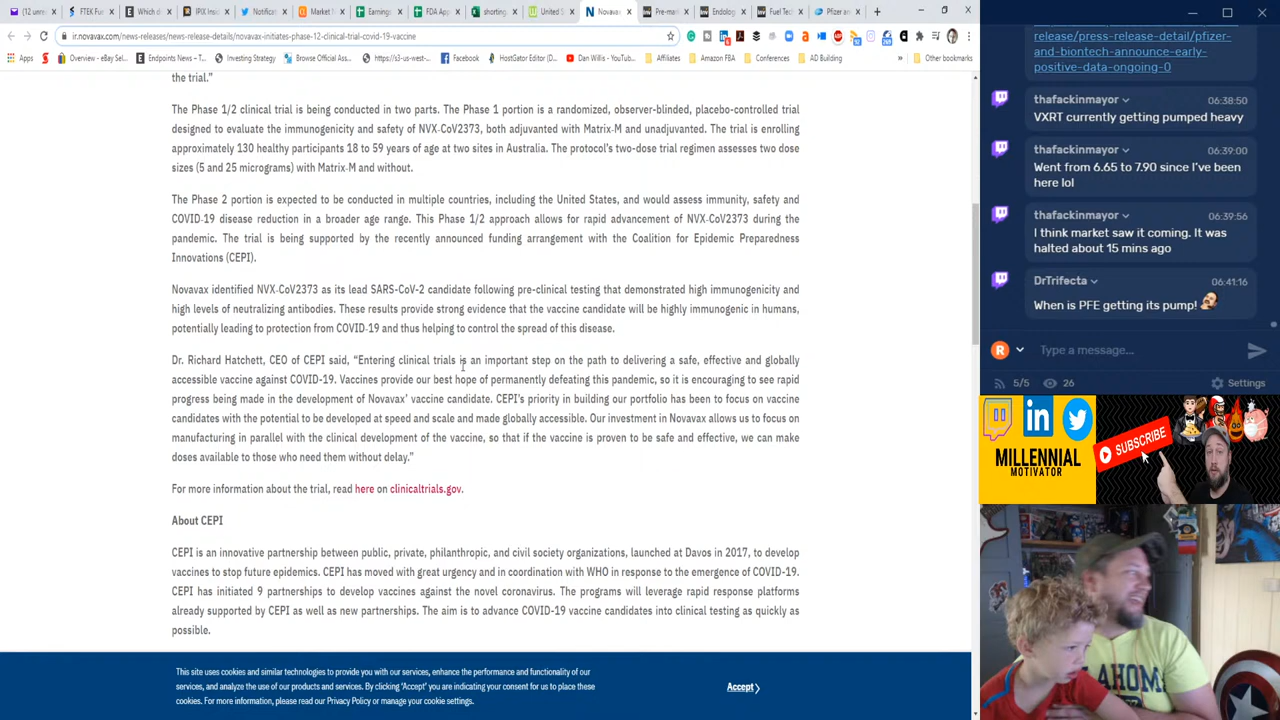 (12 unre
FTEK Fur
Which d
IPIX Insi
Notificat
Market M
Earning
FDA App
shorting
United S
Novavax
Pre-mark
Endolog
Fuel Tech
Pfizer an
ir.novavax.com/news-releases/news-release-details/novavax-initiates-phase-12-clinical-trial-covid-19-vaccine
Apps
Overview - eBay Sel...
Endpoints News – T...
Investing Strategy
Browse Official Ass...
https://s3-us-west-...
Facebook
HostGator Editor (D...
Dan Willis - YouTub...
Affiliates
Amazon FBA
Conferences
AD Building
»
Other bookmarks
the trial."
The Phase 1/2 clinical trial is being conducted in two parts. The Phase 1 portion is a randomized, observer-blinded, placebo-controlled trial
designed to evaluate the immunogenicity and safety of NVX-CoV2373, both adjuvanted with Matrix-M and unadjuvanted. The trial is enrolling
approximately 130 healthy participants 18 to 59 years of age at two sites in Australia. The protocol's two-dose trial regimen assesses two dose
sizes (5 and 25 micrograms) with Matrix-M and without.
The Phase 2 portion is expected to be conducted in multiple countries, including the United States, and would assess immunity, safety and
COVID-19 disease reduction in a broader age range. This Phase 1/2 approach allows for rapid advancement of NVX-CoV2373 during the
pandemic. The trial is being supported by the recently announced funding arrangement with the Coalition for Epidemic Preparedness
Innovations (CEPI).
Novavax identified NVX-CoV2373 as its lead SARS-CoV-2 candidate following pre-clinical testing that demonstrated high immunogenicity and
high levels of neutralizing antibodies. These results provide strong evidence that the vaccine candidate will be highly immunogenic in humans,
potentially leading to protection from COVID-19 and thus helping to control the spread of this disease.
Dr. Richard Hatchett, CEO of CEPI said, "Entering clinical trials is an important step on the path to delivering a safe, effective and globally
accessible vaccine against COVID-19. Vaccines provide our best hope of permanently defeating this pandemic, so it is encouraging to see rapid
progress being made in the development of Novavax' vaccine candidate. CEPI's priority in building our portfolio has been to focus on vaccine
candidates with the potential to be developed at speed and scale and made globally accessible. Our investment in Novavax allows us to focus on
manufacturing in parallel with the clinical development of the vaccine, so that if the vaccine is proven to be safe and effective, we can make
doses available to those who need them without delay."
For more information about the trial, read here on clinicaltrials.gov.
About CEPI
CEPI is an innovative partnership between public, private, philanthropic, and civil society organizations, launched at Davos in 2017, to develop
vaccines to stop future epidemics. CEPI has moved with great urgency and in coordination with WHO in response to the emergence of COVID-19.
CEPI has initiated 9 partnerships to develop vaccines against the novel coronavirus. The programs will leverage rapid response platforms
already supported by CEPI as well as new partnerships. The aim is to advance COVID-19 vaccine candidates into clinical testing as quickly as
possible.
This site uses cookies and similar technologies to provide you with our services, enhance the performance and functionality of our
services, and analyze the use of our products and services. By clicking 'Accept' you are indicating your consent for us to place these
cookies. For more information, please read our Privacy Policy or manage your cookie settings.
Accept
release/press-release-detail/pfizer-
and-biontech-announce-early-
positive-data-ongoing-0
thafackinmayor 06:38:50
VXRT currently being pumped heavy
thafackinmayor 06:39:00
Up from 6.65 to 7.90 since I've been
here lol
thafackinmayor 06:39:56
I think market saw it coming. It was
halted about 15 mins ago
DrTrifecta 06:41:16
When PFE getting its pump!
R
Type message here...
5/5
26
Settings
in
MILLENNIAL
MOTIVATOR
SUBSCRIBE